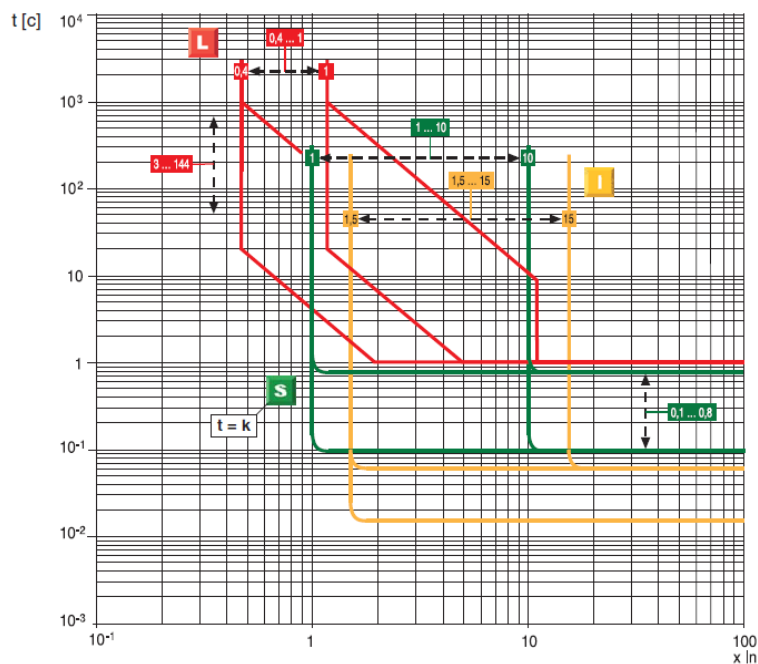 t [c]
10⁴
L
0,4 ... 1
0,4
1
10³
1 ... 10
1
10
3 ... 144
1,5 ... 15
I
10²
1,5
15
10
1
S
0,1 ... 0,8
t = k
10⁻¹
10⁻²
10⁻³
10⁻¹
1
10
100
x In